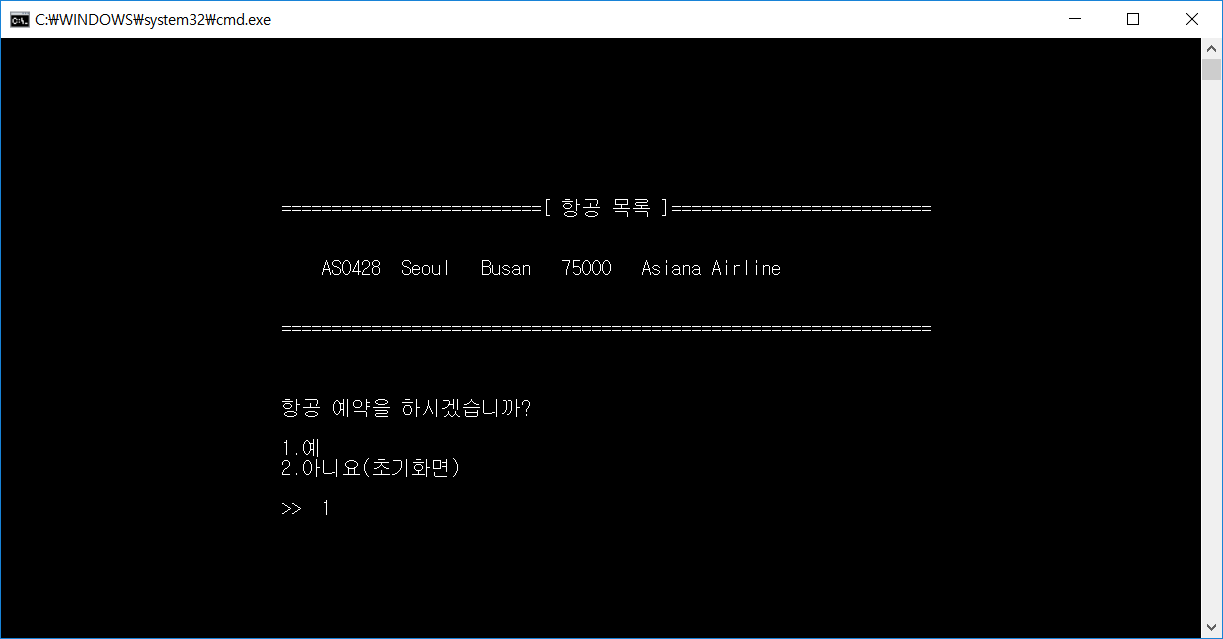 C:₩WINDOWS₩system32₩cmd.exe
==========================[ 항공 목록 ]==========================
AS0428  Seoul   Busan   75000   Asiana Airline
=================================================================
항공 예약을 하시겠습니까?
1.예
2.아니요(초기화면)
>>  1